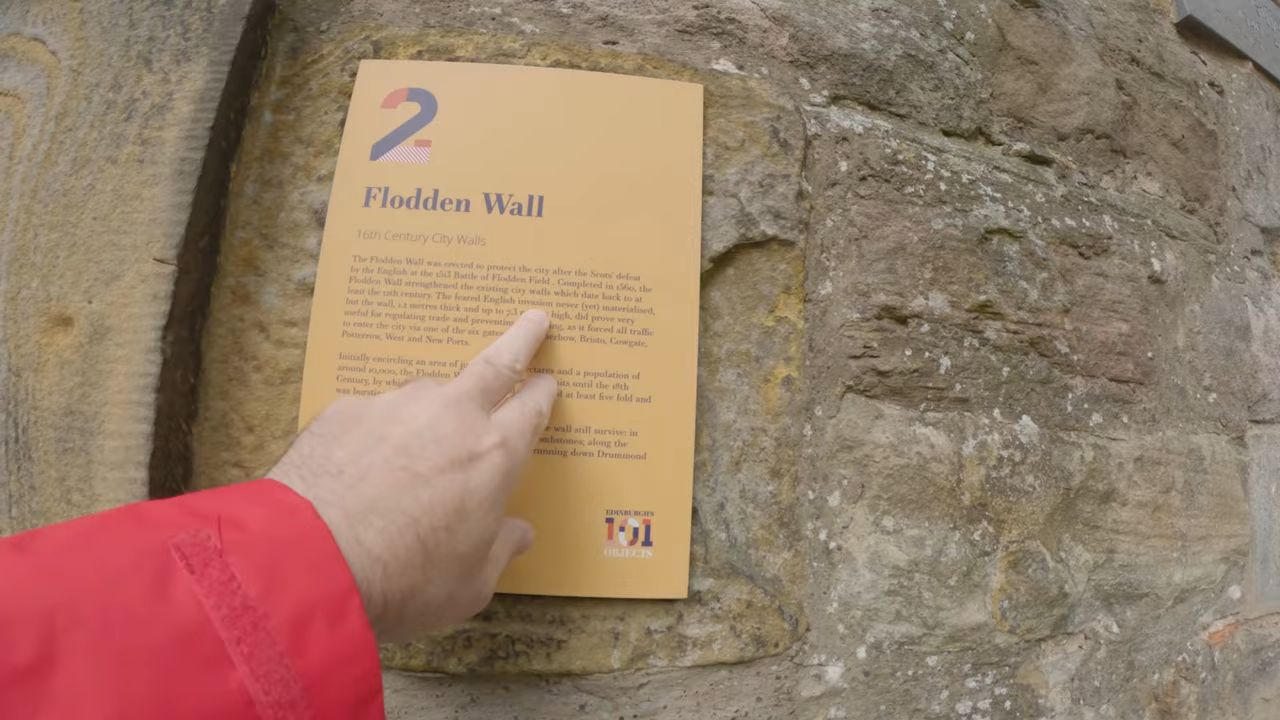 2
Flodden Wall
16th Century City Walls
The Flodden Wall was erected to protect the city after the Scots' defeat
by the English at the 1513 Battle of Flodden Field . Completed in 1560, the
Flodden Wall strengthened the existing city walls which date back to at
least the 11th century. The feared English invasion never (yet) materialised,
but the wall, 1.2 metres thick and up to 7.3 high, did prove very
useful for regulating trade and preventing , as it forced all traffic
to enter the city via one of the six gates , Bristo, Cowgate,
Potterrow, West and New Ports.
Initially encircling an area of and a population of
around 10,000, the Flodden until the 18th
Century, by at least five fold and
was
wall still survive: in
along the
running down Drummond
EDINBURGH'S
101
OBJECTS